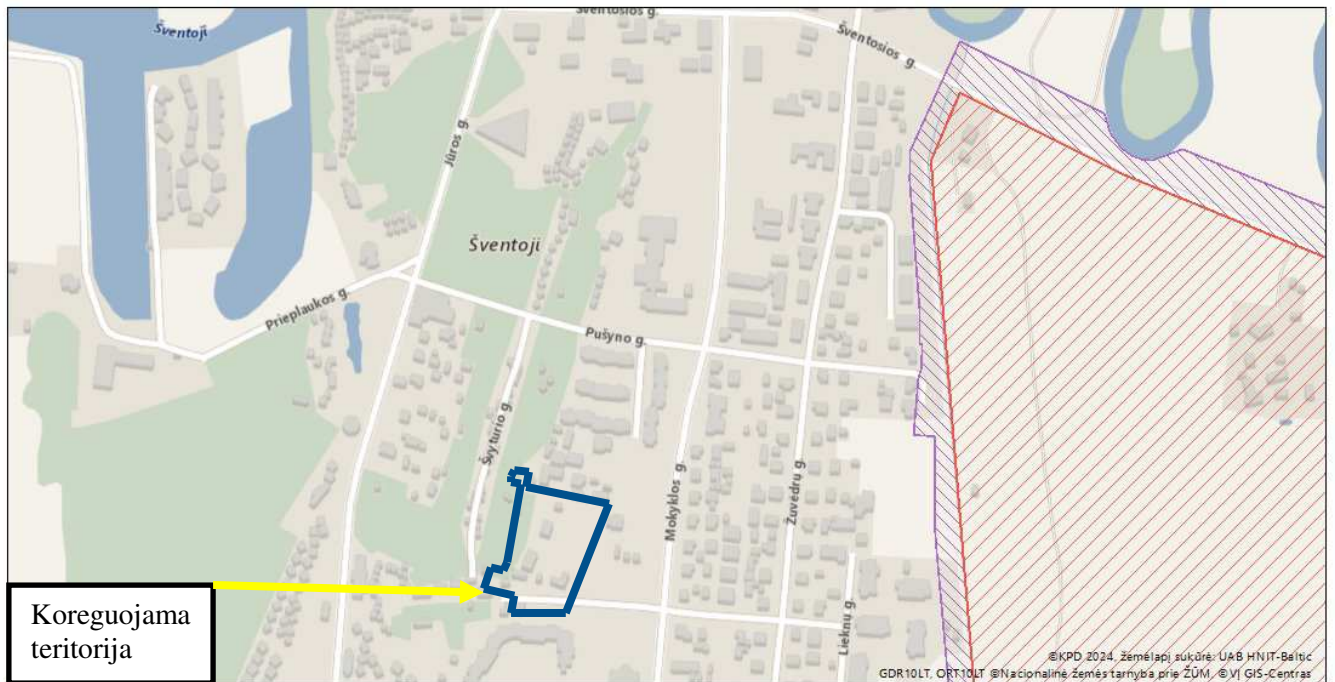 Šventosios g.
Šventoji
Šventosios g.
Jūros g.
Šventoji
Prieplaukos g.
Pušyno g.
Švyturio g.
Mokyklos g.
Žuvėdrų g.
Lieknų g.
Koreguojama
teritorija
©KPD 2024, žemėlapį sukūrė: UAB HNIT-Baltic
GDR10LT, ORT10LT ©Nacionalinė žemės tarnyba prie ŽŪM, © VĮ GIS-Centras